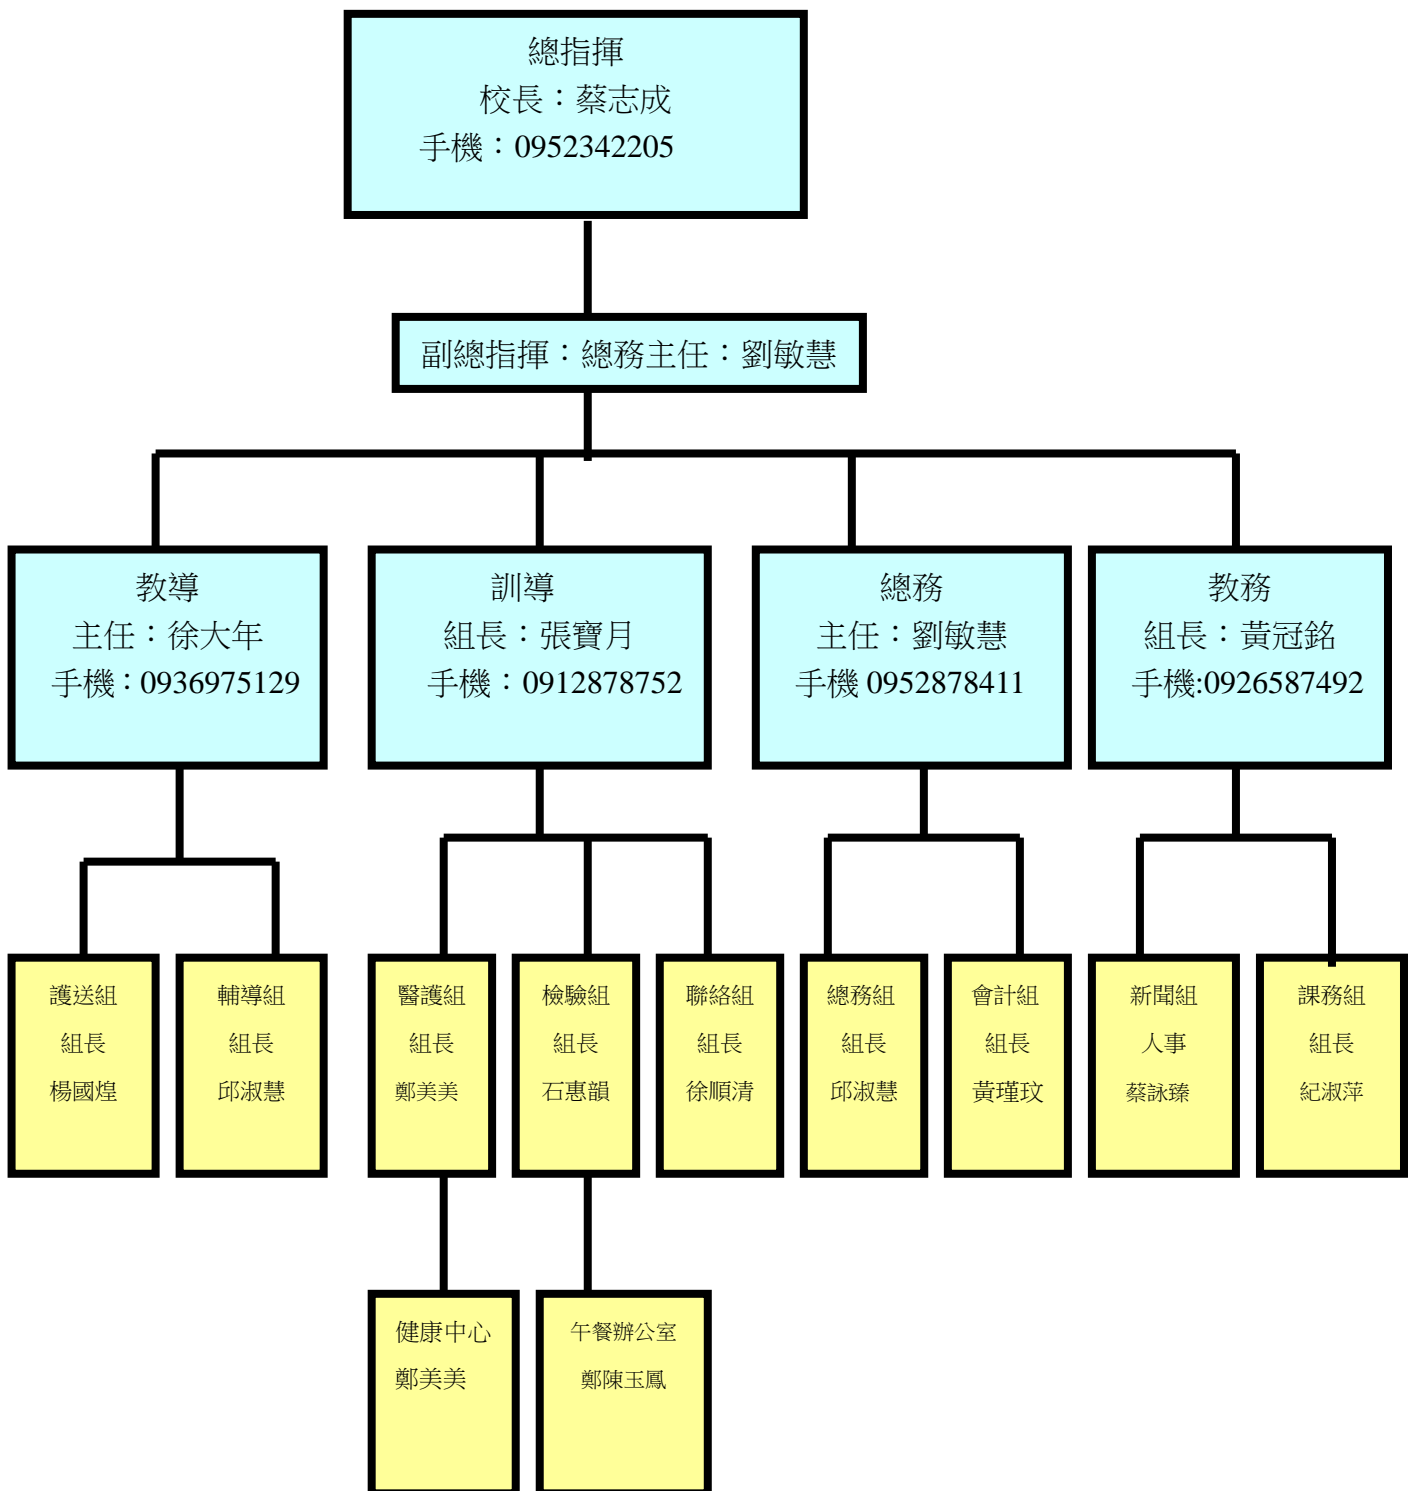 總指揮
校長：蔡志成
手機：0952342205
副總指揮：總務主任：劉敏慧
教導
主任：徐大年
手機：0936975129
訓導
組長：張寶月
手機：0912878752
總務
主任：劉敏慧
手機 0952878411
教務
組長：黃冠銘
手機:0926587492
護送組
組長
楊國煌
輔導組
組長
邱淑慧
醫護組
組長
鄭美美
檢驗組
組長
石惠韻
聯絡組
組長
徐順清
總務組
組長
邱淑慧
會計組
組長
黃瑾玟
新聞組
人事
蔡詠臻
課務組
組長
紀淑萍
健康中心
鄭美美
午餐辦公室
鄭陳玉鳳